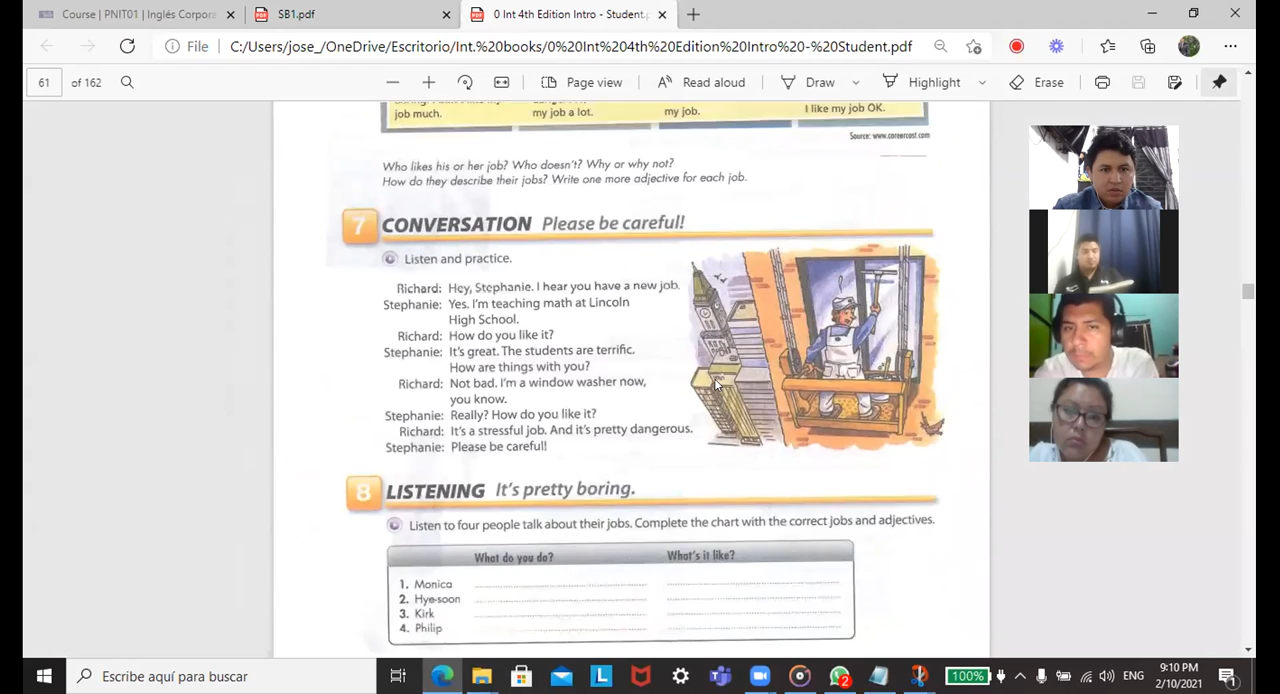 Course | PNIT01 | Inglés Corpora
SB1.pdf
0 Int 4th Edition Intro - Student.p
File
C:/Users/jose_/OneDrive/Escritorio/Int.%20books/0%20Int%204th%20Edition%20Intro%20-%20Student.pdf
61 of 162
Page view
Read aloud
Draw
Highlight
Erase
job much.
my job a lot.
my job.
I like my job OK.
Source: www.careercast.com
Who likes his or her job? Who doesn't? Why or why not?
How do they describe their jobs? Write one more adjective for each job.
7 CONVERSATION Please be careful!
Listen and practice.
Richard: Hey, Stephanie. I hear you have a new job.
Stephanie: Yes. I'm teaching math at Lincoln
High School.
Richard: How do you like it?
Stephanie: It's great. The students are terrific.
How are things with you?
Richard: Not bad. I'm a window washer now,
you know.
Stephanie: Really? How do you like it?
Richard: It's a stressful job. And it's pretty dangerous.
Stephanie: Please be careful!
8 LISTENING It's pretty boring.
Listen to four people talk about their jobs. Complete the chart with the correct jobs and adjectives.
What do you do? What's it like?
1. Monica
2. Hye-soon
3. Kirk
4. Philip
Escribe aquí para buscar
100%
ENG
9:10 PM
2/10/2021